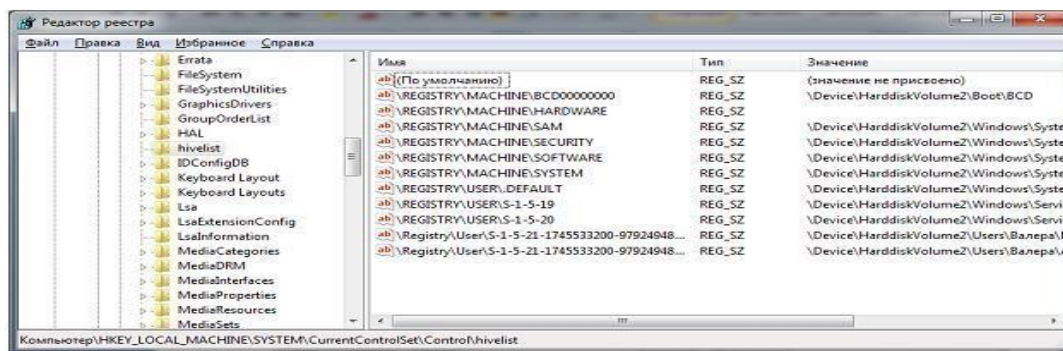 Редактор реестра
Файл Правка Вид Избранное Справка
Errata
FileSystem
FileSystemUtilities
GraphicsDrivers
GroupOrderList
HAL
hivelist
IDConfigDB
Keyboard Layout
Keyboard Layouts
Lsa
LsaExtensionConfig
LsaInformation
MediaCategories
MediaDRM
MediaInterfaces
MediaProperties
MediaResources
MediaSets
Имя Тип Значение
(По умолчанию) REG_SZ (значение не присвоено)
\REGISTRY\MACHINE\BCD00000000 REG_SZ \Device\HarddiskVolume2\Boot\BCD
\REGISTRY\MACHINE\HARDWARE REG_SZ
\REGISTRY\MACHINE\SAM REG_SZ \Device\HarddiskVolume2\Windows\Syste
\REGISTRY\MACHINE\SECURITY REG_SZ \Device\HarddiskVolume2\Windows\Syste
\REGISTRY\MACHINE\SOFTWARE REG_SZ \Device\HarddiskVolume2\Windows\Syste
\REGISTRY\MACHINE\SYSTEM REG_SZ \Device\HarddiskVolume2\Windows\Syste
\REGISTRY\USER\.DEFAULT REG_SZ \Device\HarddiskVolume2\Windows\Syste
\REGISTRY\USER\S-1-5-19 REG_SZ \Device\HarddiskVolume2\Windows\Servi
\REGISTRY\USER\S-1-5-20 REG_SZ \Device\HarddiskVolume2\Windows\Servi
\Registry\User\S-1-5-21-1745533200-97924948... REG_SZ \Device\HarddiskVolume2\Users\Валера\
\Registry\User\S-1-5-21-1745533200-97924948... REG_SZ \Device\HarddiskVolume2\Users\Валера\
Компьютер\HKEY_LOCAL_MACHINE\SYSTEM\CurrentControlSet\Control\hivelist